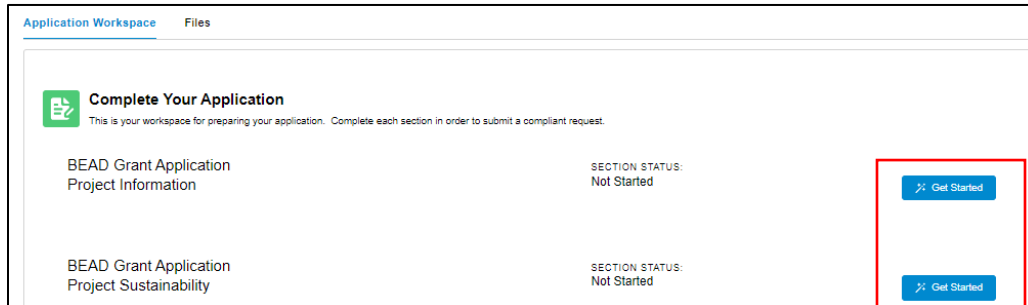 Application Workspace Files
Complete Your Application
This is your workspace for preparing your application. Complete each section in order to submit a compliant request.
BEAD Grant Application
Project Information
SECTION STATUS:
Not Started
Get Started
BEAD Grant Application
Project Sustainability
SECTION STATUS:
Not Started
Get Started